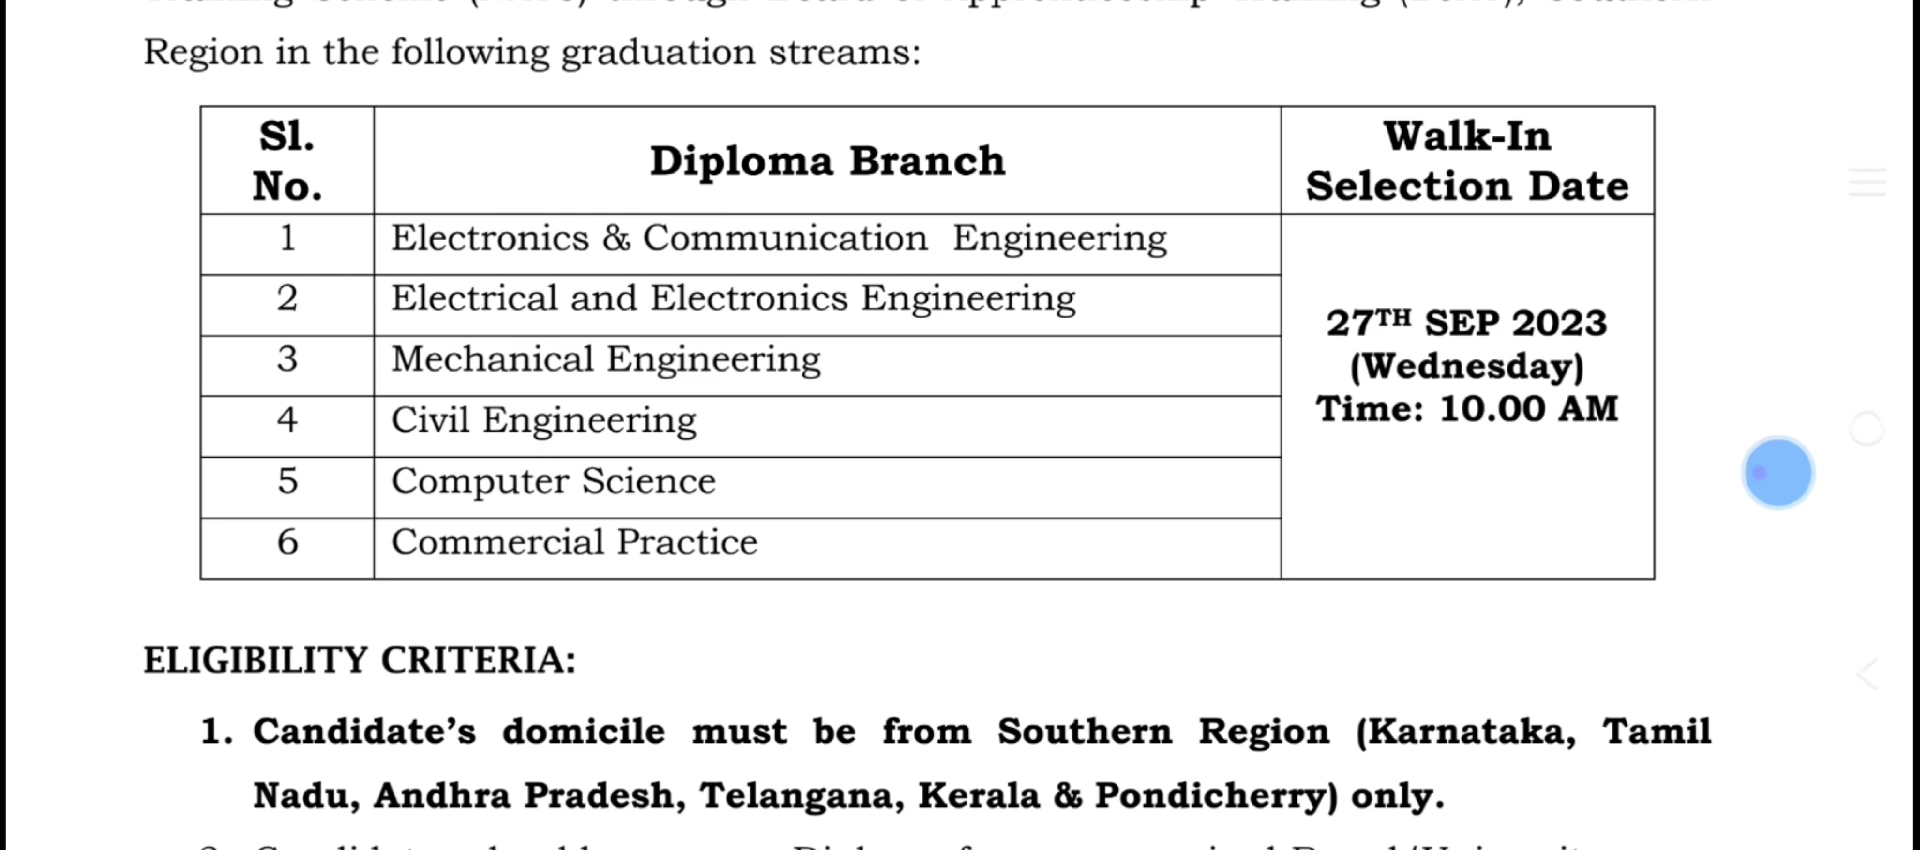 Region in the following graduation streams:
Sl. No.
Diploma Branch
Walk-In Selection Date
1
Electronics & Communication Engineering
2
Electrical and Electronics Engineering
3
Mechanical Engineering
4
Civil Engineering
5
Computer Science
6
Commercial Practice
27TH SEP 2023
(Wednesday)
Time: 10.00 AM
ELIGIBILITY CRITERIA:
1. Candidate’s domicile must be from Southern Region (Karnataka, Tamil
Nadu, Andhra Pradesh, Telangana, Kerala & Pondicherry) only.